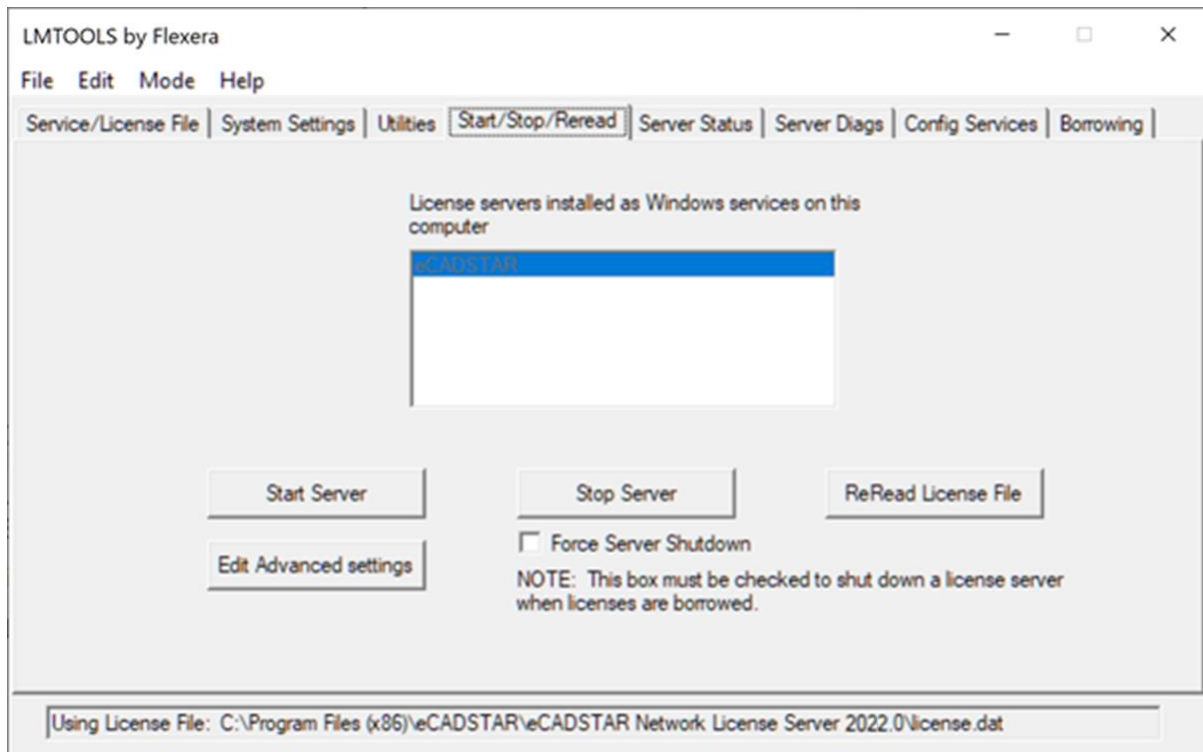 LMTOOLS by Flexera
File Edit Mode Help
Service/License File System Settings Utilities Start/Stop/Reread Server Status Server Diags Config Services Borrowing
License servers installed as Windows services on this
computer
eCADSTAR
Start Server Stop Server ReRead License File
Force Server Shutdown
Edit Advanced settings
NOTE: This box must be checked to shut down a license server
when licenses are borrowed.
Using License File: C:\Program Files (x86)\eCADSTAR\eCADSTAR Network License Server 2022.0\license.dat